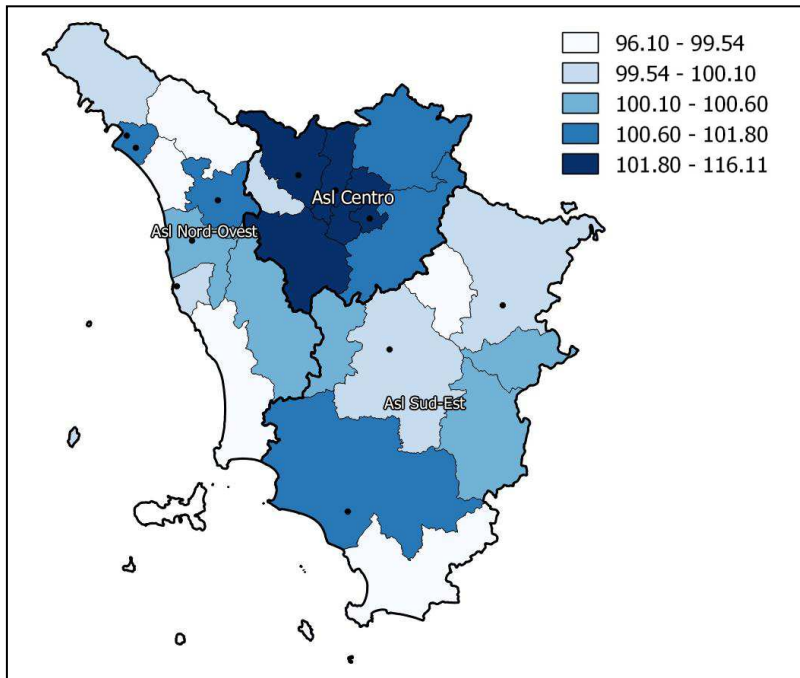 96.10 - 99.54
99.54 - 100.10
100.10 - 100.60
100.60 - 101.80
101.80 - 116.11
Asl Centro
Asl Nord-Ovest
Asl Sud-Est